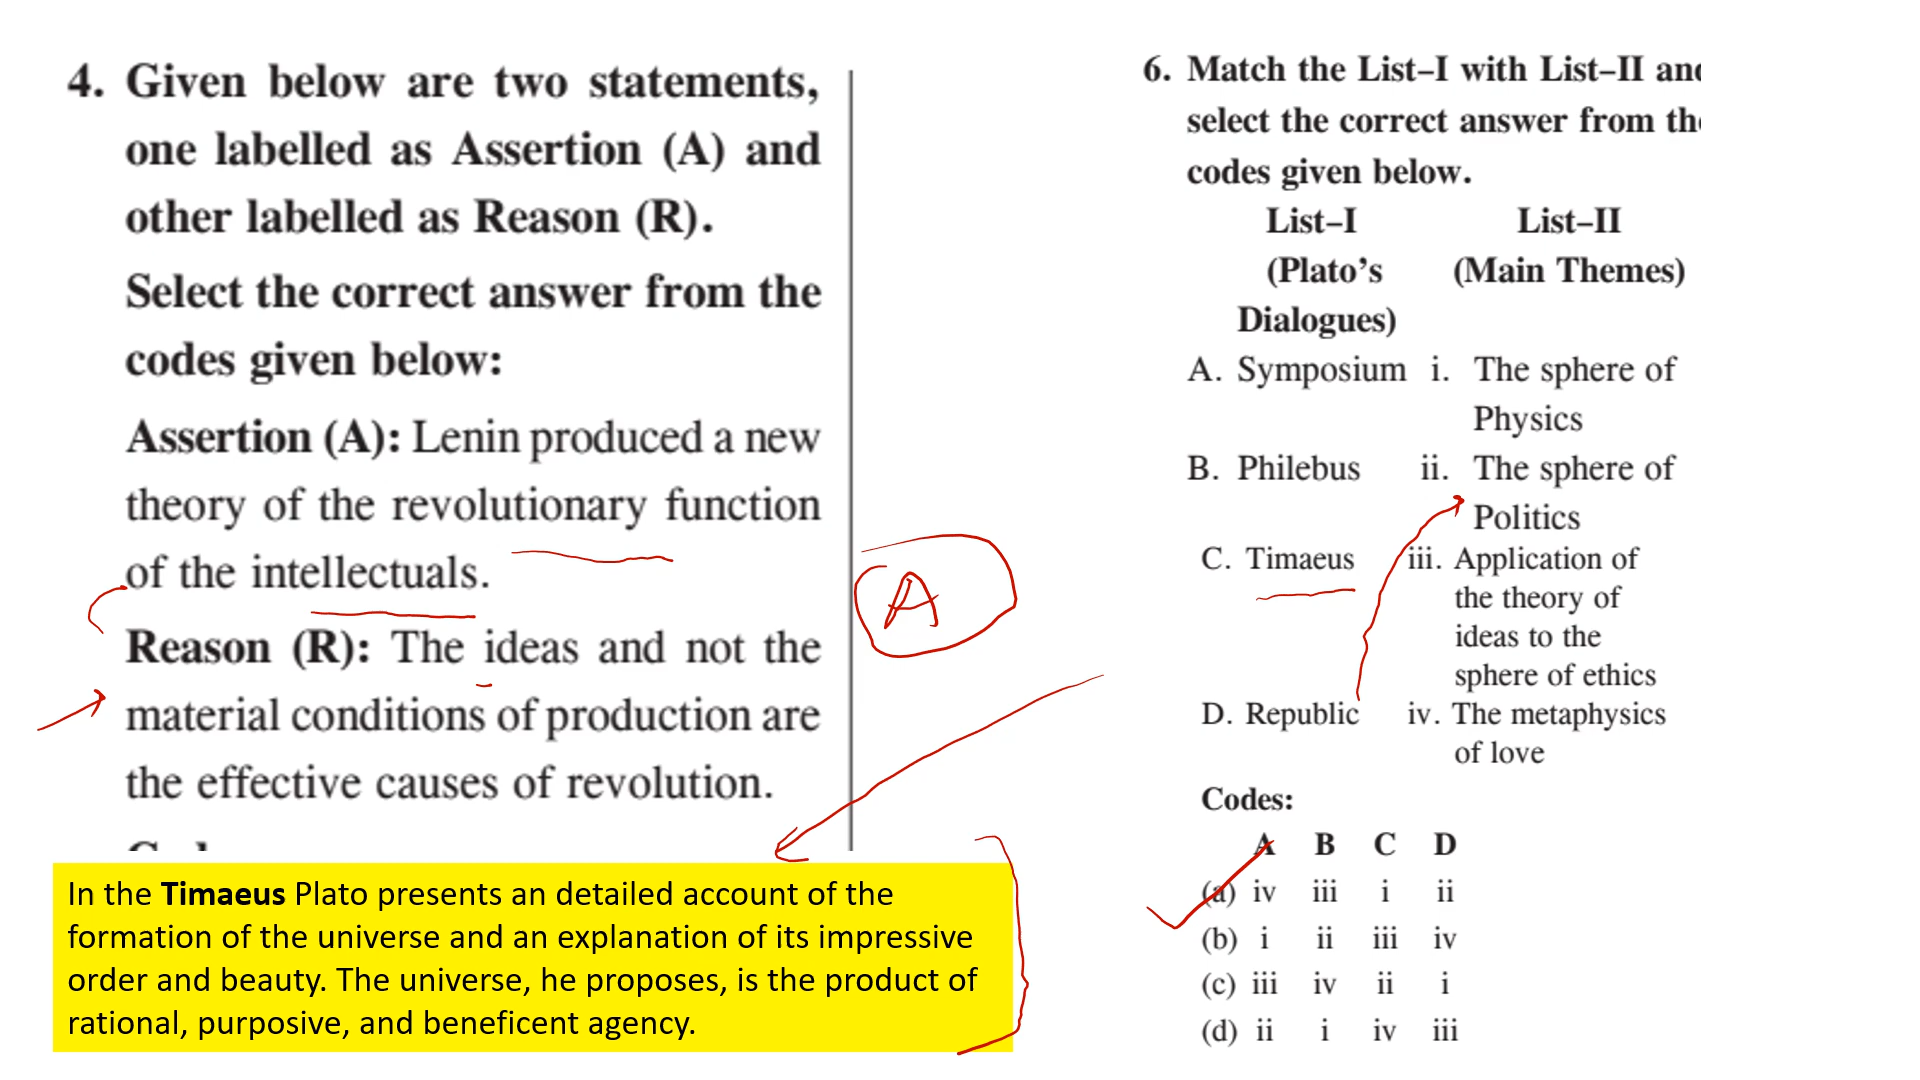 4. Given below are two statements,
one labelled as Assertion (A) and
other labelled as Reason (R).
Select the correct answer from the
codes given below:
Assertion (A): Lenin produced a new
theory of the revolutionary function
of the intellectuals.
Reason (R): The ideas and not the
material conditions of production are
the effective causes of revolution.
A
In the Timaeus Plato presents an detailed account of the
formation of the universe and an explanation of its impressive
order and beauty. The universe, he proposes, is the product of
rational, purposive, and beneficent agency.
6. Match the List–I with List–II and
select the correct answer from the
codes given below.
List–I List–II
(Plato's (Main Themes)
Dialogues)
A. Symposium i. The sphere of
Physics
B. Philebus ii. The sphere of
Politics
C. Timaeus iii. Application of
the theory of
ideas to the
sphere of ethics
D. Republic iv. The metaphysics
of love
Codes:
A B C D
(a) iv iii i ii
(b) i ii iii iv
(c) iii iv ii i
(d) ii i iv iii